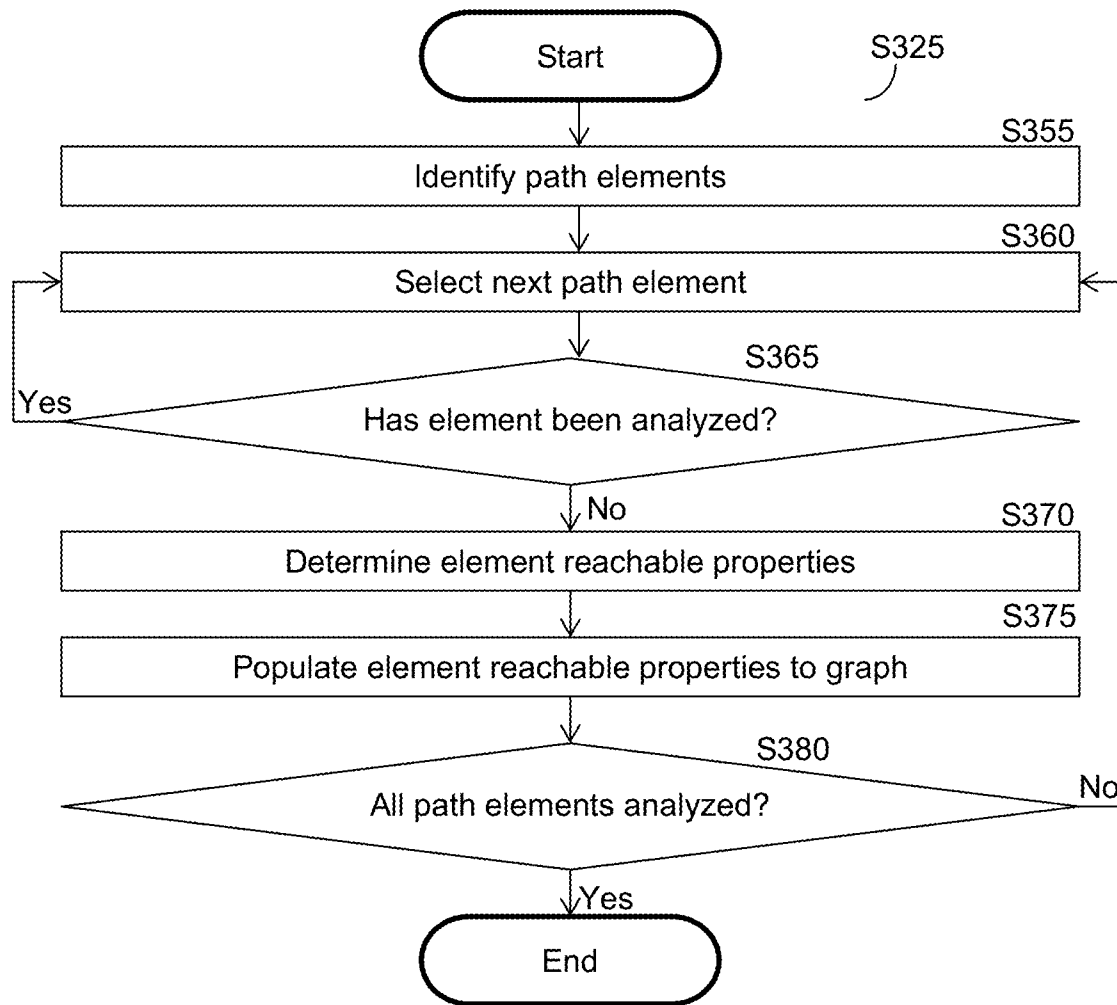 Start
S325
S355
Identify path elements
S360
Select next path element
S365
Yes
Has element been analyzed?
No
S370
Determine element reachable properties
S375
Populate element reachable properties to graph
S380
All path elements analyzed?
No
Yes
End